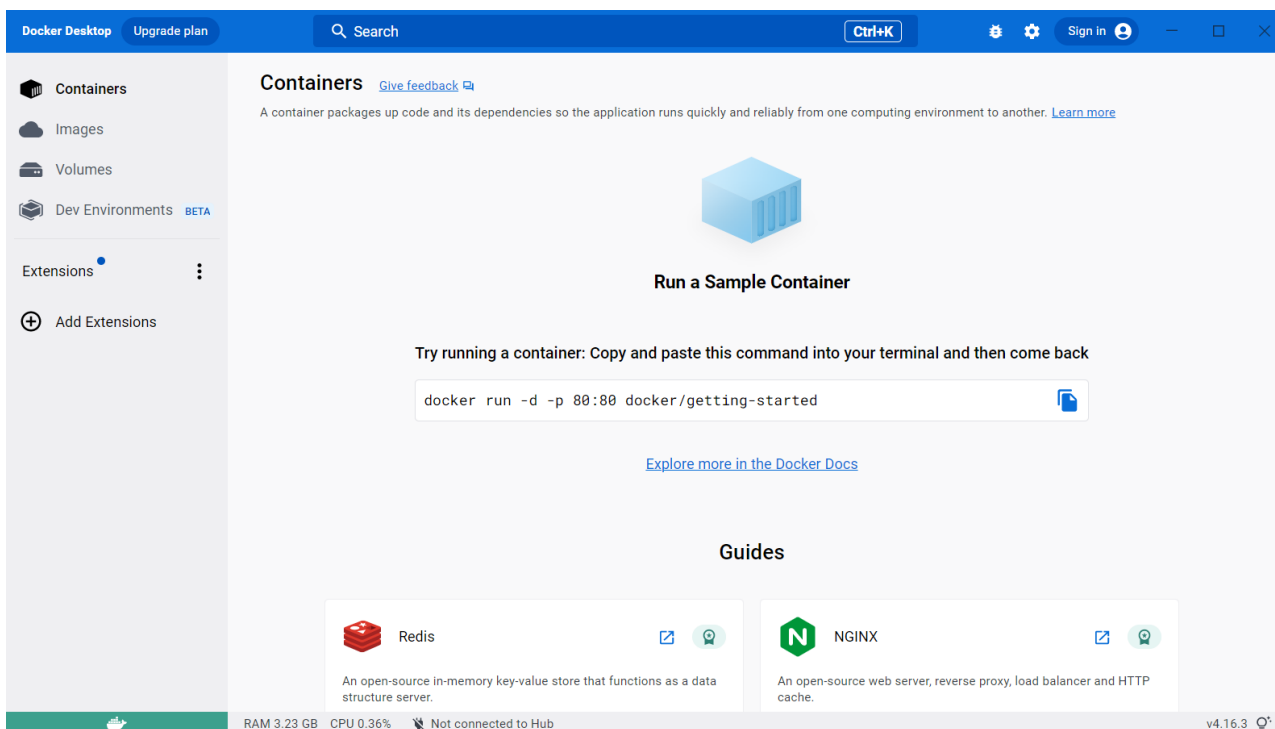 Docker Desktop Upgrade plan Search Ctrl+K Sign in
Containers
Images
Volumes
Dev Environments BETA
Extensions
Add Extensions
Containers Give feedback
A container packages up code and its dependencies so the application runs quickly and reliably from one computing environment to another. Learn more
Run a Sample Container
Try running a container: Copy and paste this command into your terminal and then come back
docker run -d -p 80:80 docker/getting-started
Explore more in the Docker Docs
Guides
Redis
An open-source in-memory key-value store that functions as a data
structure server.
N NGINX
An open-source web server, reverse proxy, load balancer and HTTP
cache.
RAM 3.23 GB CPU 0.36% Not connected to Hub v4.16.3